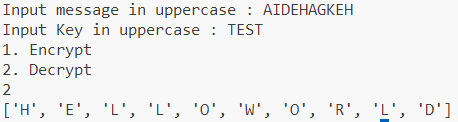 Input message in uppercase : AIDEHAGKEH
Input Key in uppercase : TEST
1. Encrypt
2. Decrypt
2
['H', 'E', 'L', 'L', 'O', 'W', 'O', 'R', 'L', 'D']